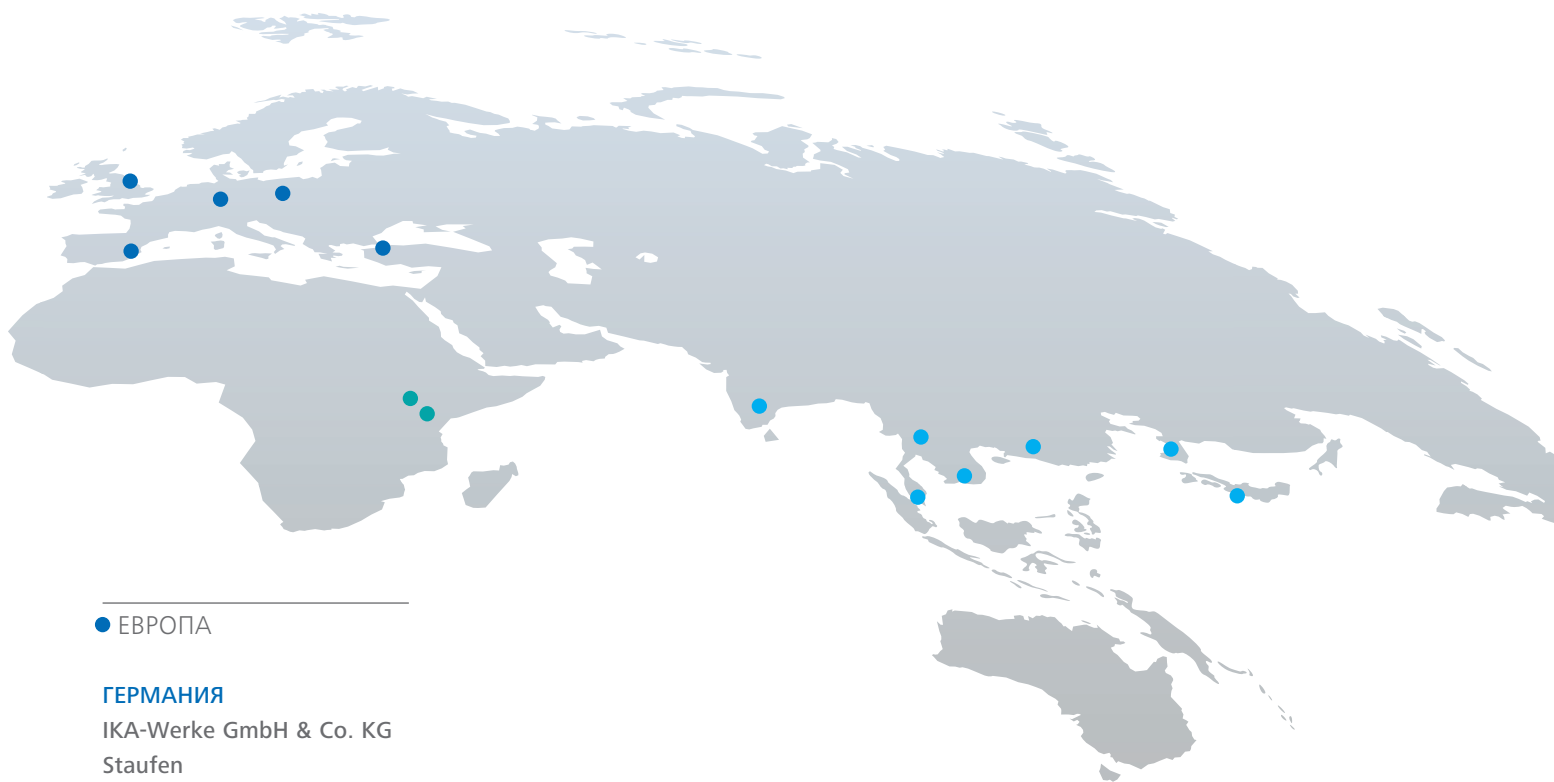 ЕВРОПА
ГЕРМАНИЯ
IKA-Werke GmbH & Co. KG
Staufen